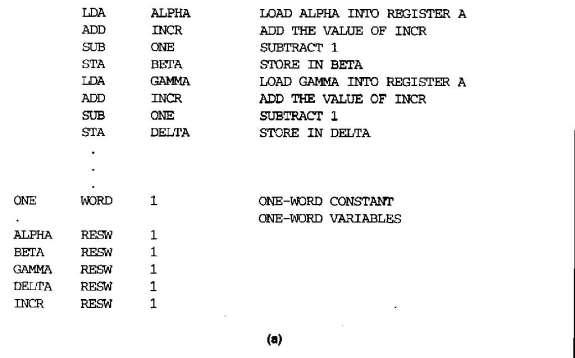 LDA ALPHA LOAD ALPHA INTO REGISTER A
ADD INCR ADD THE VALUE OF INCR
SUB ONE SUBTRACT 1
STA BETA STORE IN BETA
LDA GAMMA LOAD GAMMA INTO REGISTER A
ADD INCR ADD THE VALUE OF INCR
SUB ONE SUBTRACT 1
STA DELTA STORE IN DELTA
.
.
.
ONE WORD 1 ONE-WORD CONSTANT
. ONE-WORD VARIABLES
ALPHA RESW 1
BETA RESW 1
GAMMA RESW 1
DELTA RESW 1
INCR RESW 1
(a)